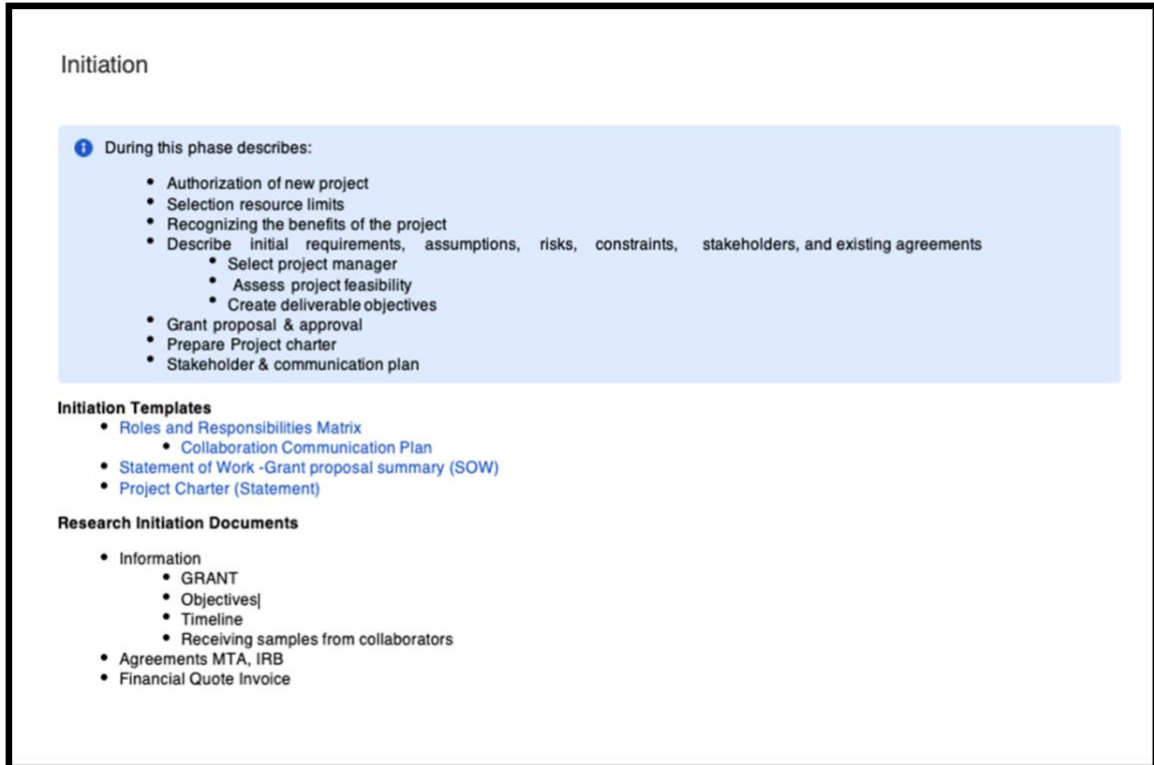 Initiation
During this phase describes:
• Authorization of new project
• Selection resource limits
• Recognizing the benefits of the project
• Describe initial requirements, assumptions, risks, constraints, stakeholders, and existing agreements
• Select project manager
• Assess project feasibility
• Create deliverable objectives
• Grant proposal & approval
• Prepare Project charter
• Stakeholder & communication plan
Initiation Templates
• Roles and Responsibilities Matrix
• Collaboration Communication Plan
• Statement of Work -Grant proposal summary (SOW)
• Project Charter (Statement)
Research Initiation Documents
• Information
• GRANT
• Objectives|
• Timeline
• Receiving samples from collaborators
• Agreements MTA, IRB
• Financial Quote Invoice